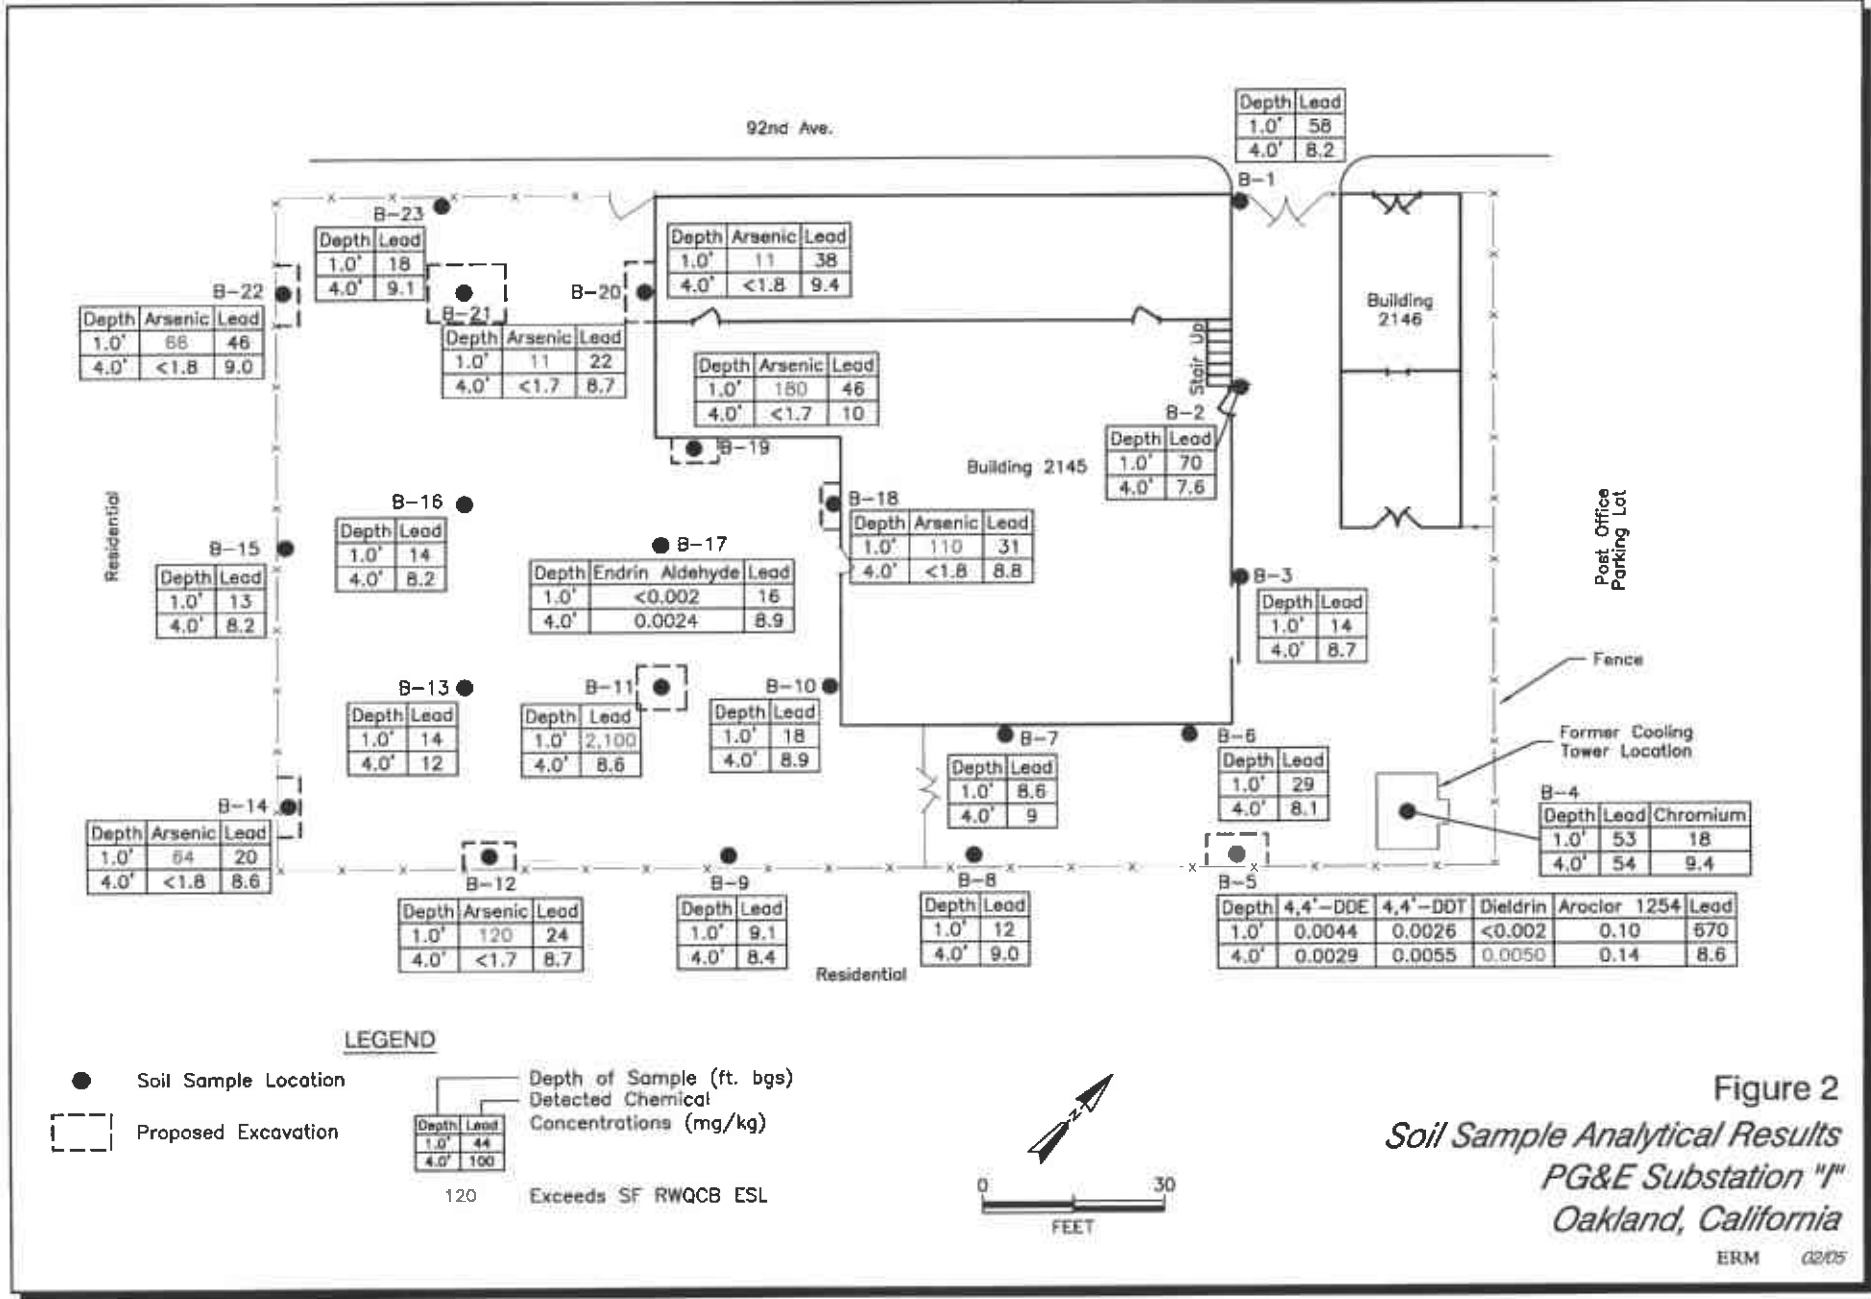 92nd Ave.
Depth Lead
1.0' 58
4.0' 8.2
B-1
B-23
Depth Lead
1.0' 18
4.0' 9.1
B-22
Depth Arsenic Lead
1.0' 66 46
4.0' <1.8 9.0
B-21
Depth Arsenic Lead
1.0' 11 22
4.0' <1.7 8.7
B-20
Depth Arsenic Lead
1.0' 11 38
4.0' <1.8 9.4
Depth Arsenic Lead
1.0' 180 46
4.0' <1.7 10
B-19
Stair Up
B-2
Depth Lead
1.0' 70
4.0' 7.6
Building
2146
Building 2145
Residential
Post Office
Parking Lot
B-16
Depth Lead
1.0' 14
4.0' 8.2
B-15
Depth Lead
1.0' 13
4.0' 8.2
B-17
Depth Endrin Aldehyde Lead
1.0' <0.002 16
4.0' 0.0024 8.9
B-18
Depth Arsenic Lead
1.0' 110 31
4.0' <1.8 8.8
B-3
Depth Lead
1.0' 14
4.0' 8.7
Fence
B-13
Depth Lead
1.0' 14
4.0' 12
B-11
Depth Lead
1.0' 2,100
4.0' 8.6
B-10
Depth Lead
1.0' 18
4.0' 8.9
B-7
Depth Lead
1.0' 8.6
4.0' 9
B-6
Depth Lead
1.0' 29
4.0' 8.1
Former Cooling
Tower Location
B-4
Depth Lead Chromium
1.0' 53 18
4.0' 54 9.4
B-14
Depth Arsenic Lead
1.0' 64 20
4.0' <1.8 8.6
B-12
Depth Arsenic Lead
1.0' 120 24
4.0' <1.7 8.7
B-9
Depth Lead
1.0' 9.1
4.0' 8.4
B-8
Depth Lead
1.0' 12
4.0' 9.0
B-5
Depth 4,4'-DDE 4,4'-DDT Dieldrin Aroclor 1254 Lead
1.0' 0.0044 0.0026 <0.002 0.10 670
4.0' 0.0029 0.0055 0.0050 0.14 8.6
Residential
LEGEND
Soil Sample Location
Proposed Excavation
Depth of Sample (ft. bgs)
Detected Chemical
Concentrations (mg/kg)
Depth Lead
1.0' 44
4.0' 100
120 Exceeds SF RWQCB ESL
N
0 30
FEET
Figure 2
Soil Sample Analytical Results
PG&E Substation "I"
Oakland, California
ERM 02/05